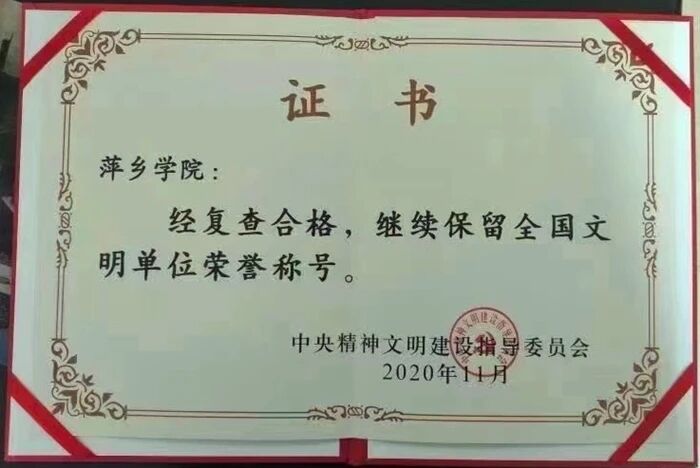 证书
萍乡学院：
经复查合格，继续保留全国文
明单位荣誉称号。
中央精神文明建设指导委员会
2020年11月